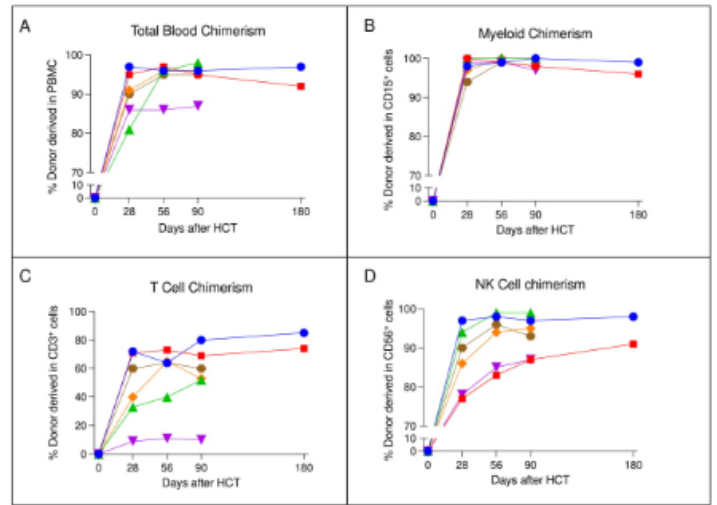 A
Total Blood Chimerism
% Donor derived in PBMC
100
90
80
70
10
0
0 28 56 90 180
Days after HCT
B
Myeloid Chimerism
% Donor derived in CD15⁺ cells
100
90
80
70
10
0
0 28 56 90 180
Days after HCT
C
T Cell Chimerism
% Donor derived in CD3⁺ cells
100
80
60
40
20
0
0 28 56 90 180
Days after HCT
D
NK Cell chimerism
% Donor derived in CD56⁺ cells
100
90
80
70
10
0
0 28 56 90 180
Days after HCT